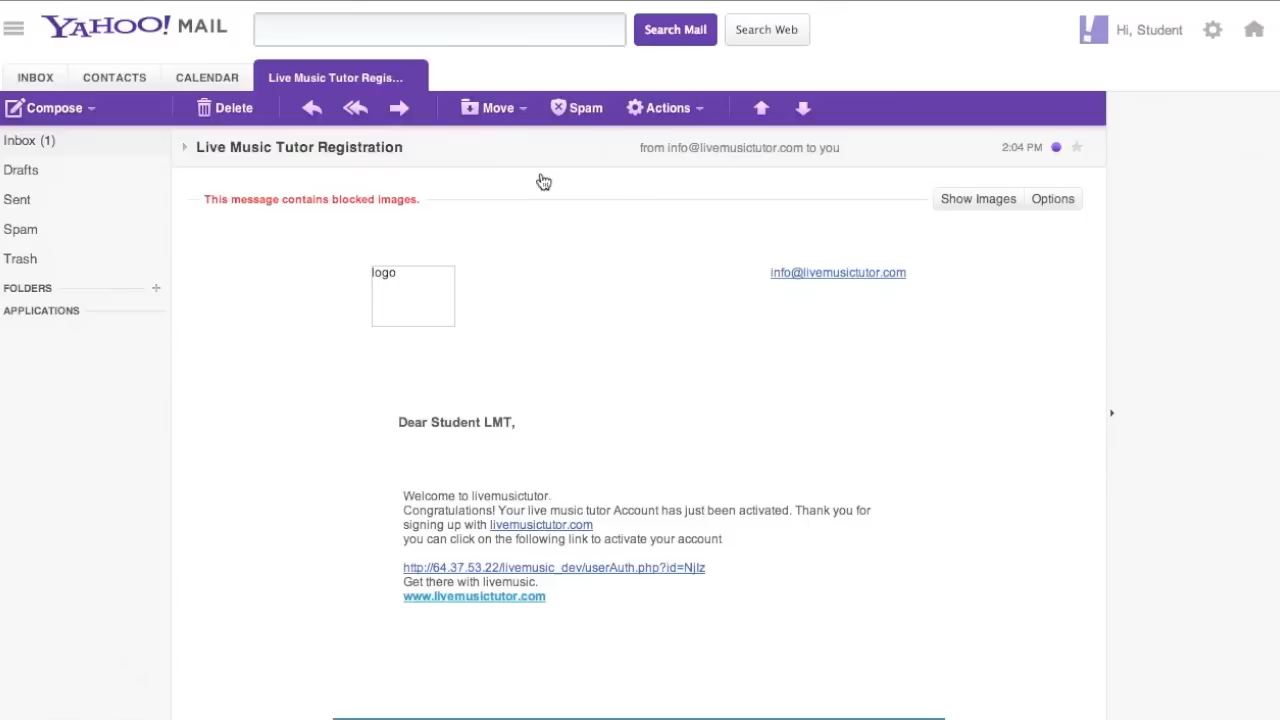 YAHOO! MAIL
Search Mail
Search Web
Hi, Student
INBOX
CONTACTS
CALENDAR
Live Music Tutor Regis...
Compose
Delete
Move
Spam
Actions
Inbox (1)
Drafts
Sent
Spam
Trash
FOLDERS
APPLICATIONS
Live Music Tutor Registration
from info@livemusictutor.com to you
2:04 PM
This message contains blocked images.
Show Images
Options
logo
info@livemusictutor.com
Dear Student LMT,
Welcome to livemusictutor.
Congratulations! Your live music tutor Account has just been activated. Thank you for
signing up with livemusictutor.com
you can click on the following link to activate your account
http://64.37.53.22/livemusic_dev/userAuth.php?id=NjIz
Get there with livemusic.
www.livemusictutor.com